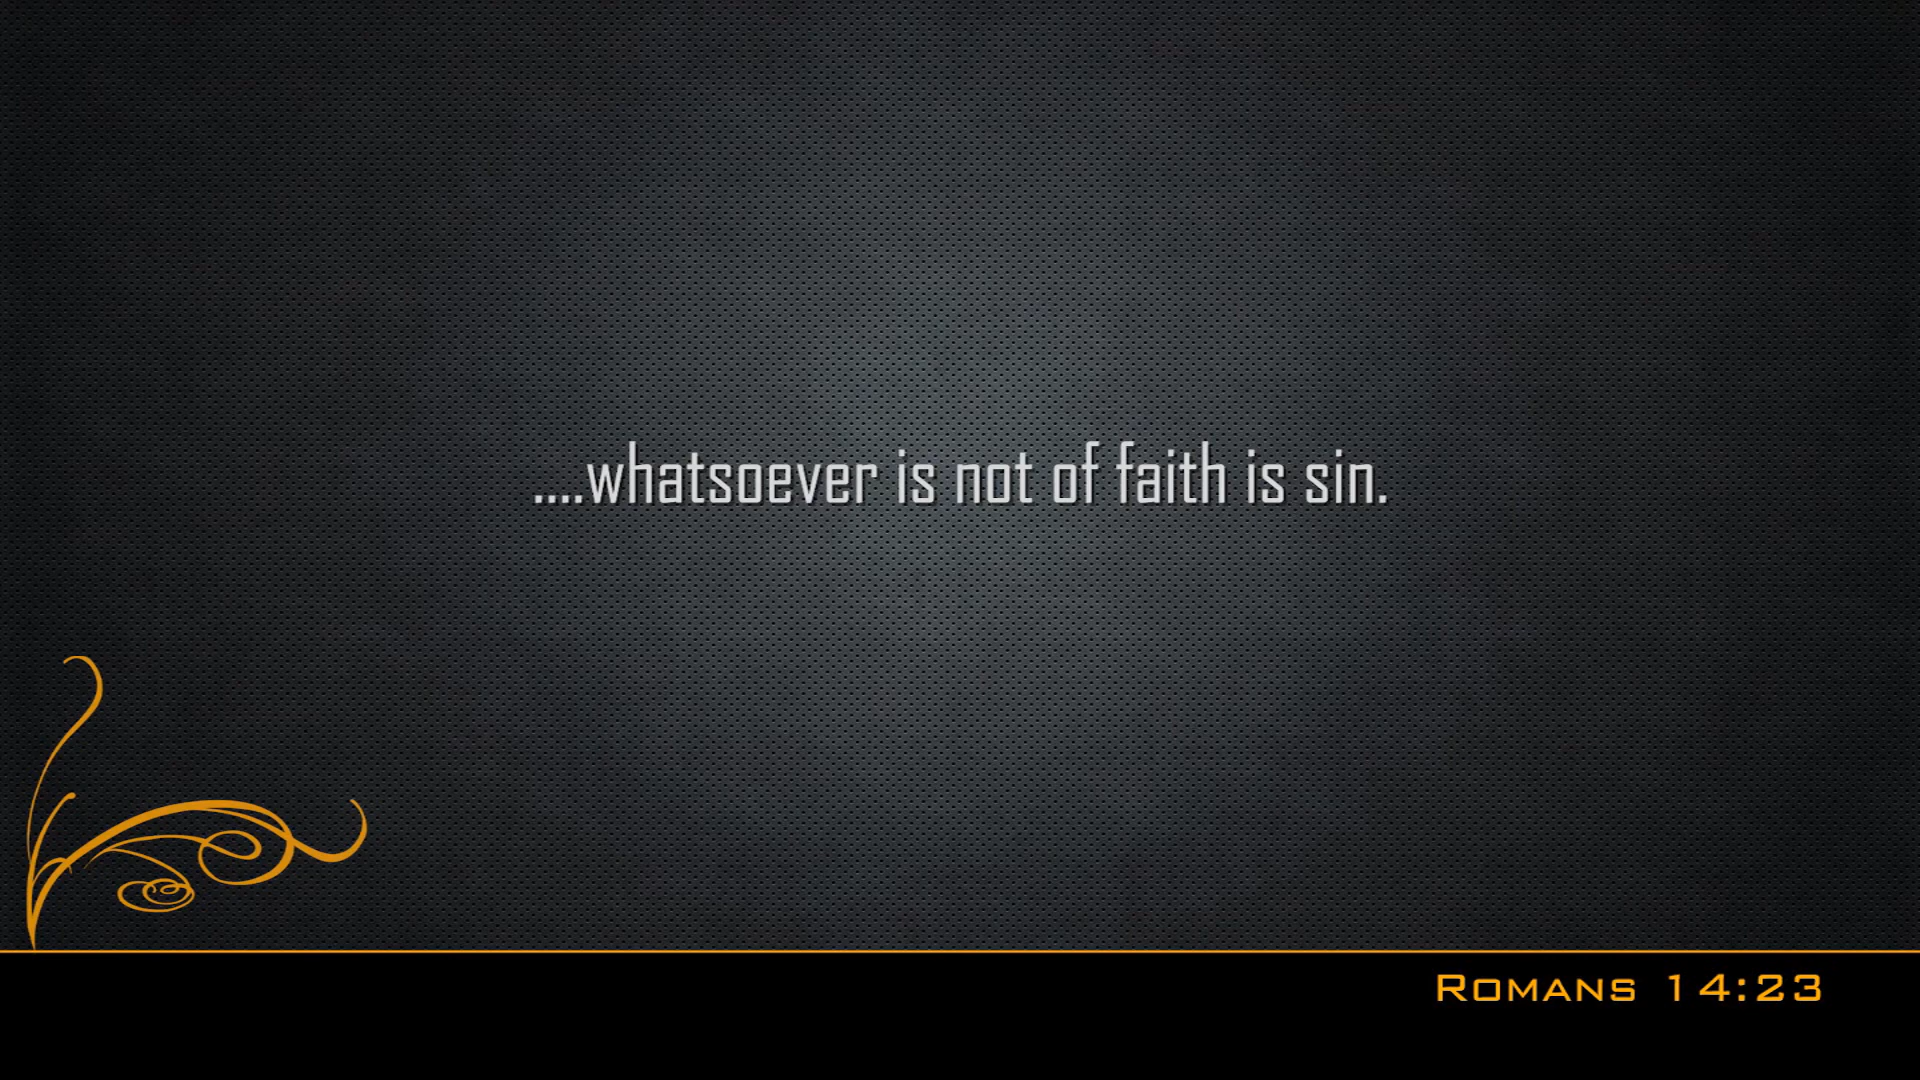 ....whatsoever is not of faith is sin.
Romans 14:23